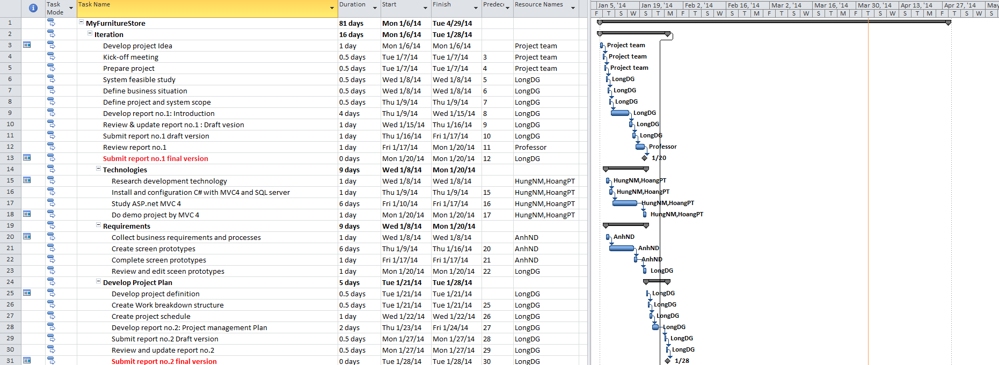 Task Mode Task Name Duration Start Finish Predece Resource Names Jan 5, '14 Jan 19, '14 Feb 2, '14 Feb 16, '14 Mar 2, '14 Mar 16, '14 Mar 30, '14 Apr 13, '14 Apr 27, '14 May
F T S W S T M F T S W S T M F T S W S T M F T S W S T M F T S W S
1 MyFurnitureStore 81 days Mon 1/6/14 Tue 4/29/14
2 Iteration 16 days Mon 1/6/14 Tue 1/28/14
3 Develop project Idea 1 day Mon 1/6/14 Mon 1/6/14 Project team Project team
4 Kick-off meeting 0.5 days Tue 1/7/14 Tue 1/7/14 3 Project team Project team
5 Prepare project 0.5 days Tue 1/7/14 Tue 1/7/14 4 Project team Project team
6 System feasible study 0.5 days Wed 1/8/14 Wed 1/8/14 5 LongDG LongDG
7 Define business situation 0.5 days Wed 1/8/14 Wed 1/8/14 6 LongDG LongDG
8 Define project and system scope 0.5 days Thu 1/9/14 Thu 1/9/14 7 LongDG LongDG
9 Develop report no.1: Introduction 4 days Thu 1/9/14 Wed 1/15/14 8 LongDG LongDG
10 Review & update report no.1 : Draft vesion 1 day Wed 1/15/14 Thu 1/16/14 9 LongDG LongDG
11 Submit report no.1 draft version 1 day Thu 1/16/14 Fri 1/17/14 10 LongDG LongDG
12 Review report no.1 1 day Fri 1/17/14 Mon 1/20/14 11 Professor Professor
13 Submit report no.1 final version 0 days Mon 1/20/14 Mon 1/20/14 12 LongDG 1/20
14 Technologies 9 days Wed 1/8/14 Mon 1/20/14
15 Research development technology 1 day Wed 1/8/14 Wed 1/8/14 HungNM,HoangPT HungNM,HoangPT
16 Install and configuration C# with MVC4 and SQL server 1 day Thu 1/9/14 Thu 1/9/14 15 HungNM,HoangPT HungNM,HoangPT
17 Study ASP.net MVC 4 6 days Fri 1/10/14 Fri 1/17/14 16 HungNM,HoangPT HungNM,HoangPT
18 Do demo project by MVC 4 1 day Mon 1/20/14 Mon 1/20/14 17 HungNM,HoangPT HungNM,HoangPT
19 Requirements 9 days Wed 1/8/14 Mon 1/20/14
20 Collect business requirements and processes 1 day Wed 1/8/14 Wed 1/8/14 AnhND AnhND
21 Create screen prototypes 6 days Thu 1/9/14 Thu 1/16/14 20 AnhND AnhND
22 Complete screen prototypes 1 day Fri 1/17/14 Fri 1/17/14 21 AnhND AnhND
23 Review and edit sceen prototypes 1 day Mon 1/20/14 Mon 1/20/14 22 LongDG LongDG
24 Develop Project Plan 5 days Tue 1/21/14 Tue 1/28/14
25 Develop project definition 0.5 days Tue 1/21/14 Tue 1/21/14 LongDG LongDG
26 Create Work breakdown structure 0.5 days Tue 1/21/14 Tue 1/21/14 25 LongDG LongDG
27 Create project schedule 1 day Wed 1/22/14 Wed 1/22/14 26 LongDG LongDG
28 Develop report no.2: Project management Plan 2 days Thu 1/23/14 Fri 1/24/14 27 LongDG LongDG
29 Submit report no.2 Draft version 0.5 days Mon 1/27/14 Mon 1/27/14 28 LongDG LongDG
30 Review and update report no.2 0.5 days Mon 1/27/14 Mon 1/27/14 29 LongDG LongDG
31 Submit report no.2 final version 0 days Tue 1/28/14 Tue 1/28/14 30 LongDG 1/28